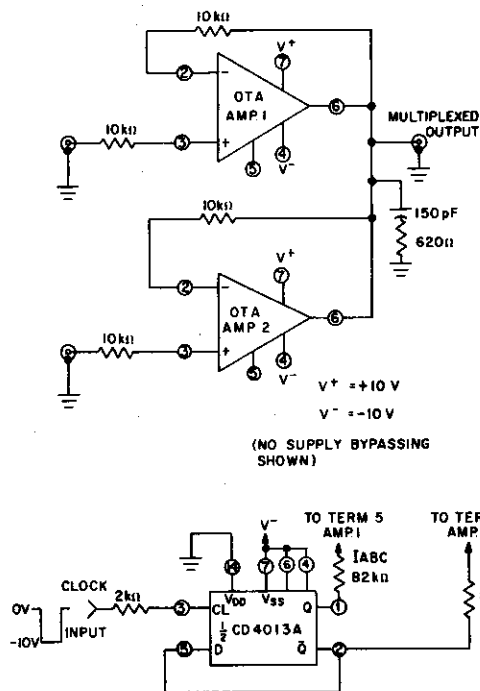 10kΩ
V+
7
2
−
OTA
AMP.1
6
MULTIPLEXED
OUTPUT
10kΩ
3
+
5
4
V−
10kΩ
150pF
620Ω
V+
7
2
−
OTA
AMP. 2
6
10kΩ
3
+
5
4
V−
V+ = +10 V
V− = −10 V
(NO SUPPLY BYPASSING
SHOWN)
TO TERM 5
AMP.1
TO TE
AMP
V−
IABC
82kΩ
14
7
6
4
0V
−10V
CLOCK
INPUT
2kΩ
3
CL
VDD
VSS
Q
1
1/2
CD4013A
5
D
Q̄
2